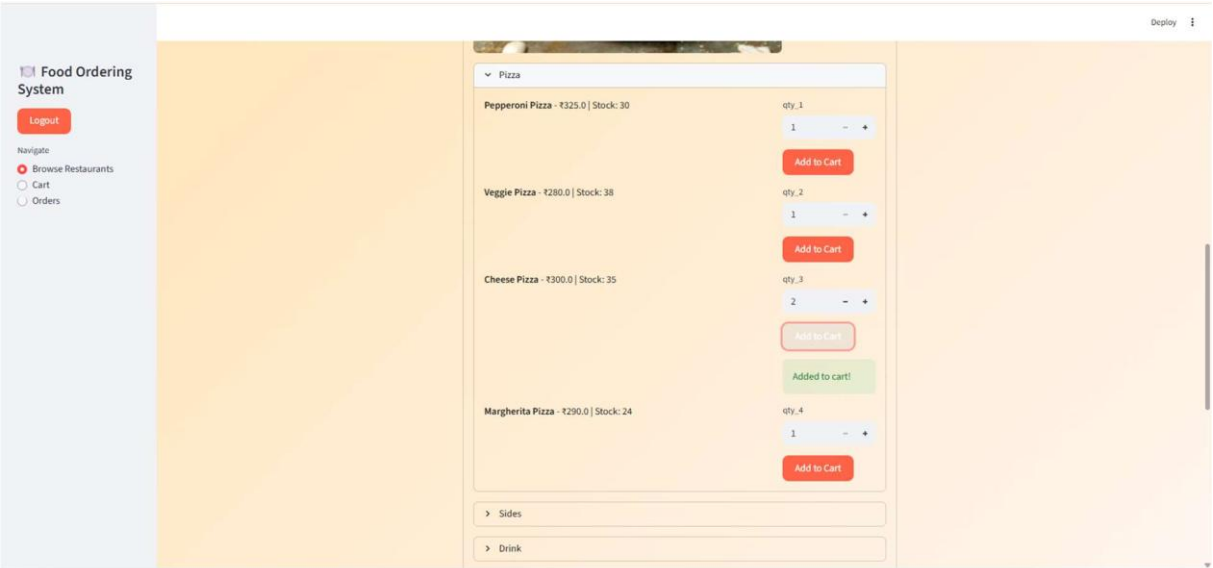 Deploy
🍽️ Food Ordering
System
Logout
Navigate
Browse Restaurants
Cart
Orders
Pizza
Pepperoni Pizza - ₹325.0 | Stock: 30
qty_1
1
Add to Cart
Veggie Pizza - ₹280.0 | Stock: 38
qty_2
1
Add to Cart
Cheese Pizza - ₹300.0 | Stock: 35
qty_3
2
Add to Cart
Added to cart!
Margherita Pizza - ₹290.0 | Stock: 24
qty_4
1
Add to Cart
Sides
Drink